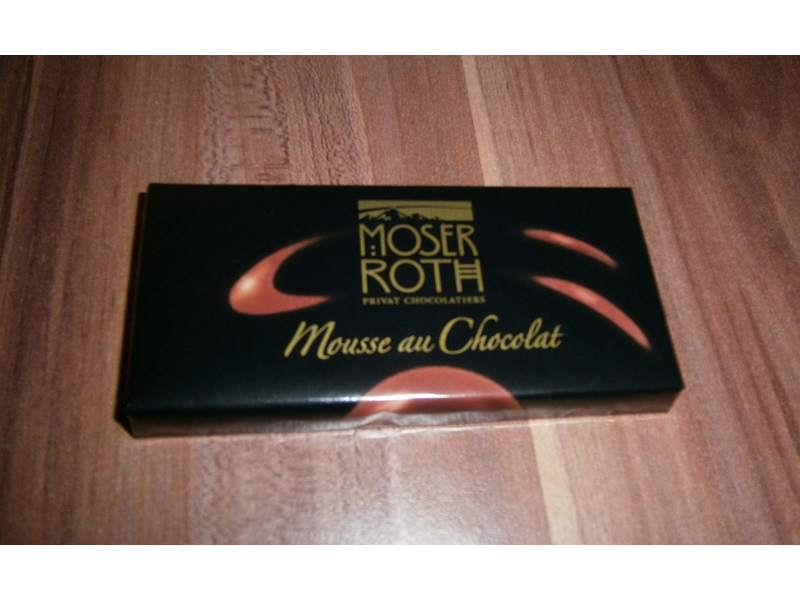 MOSER
ROTH
PRIVAT CHOCOLATIERS
Mousse au Chocolat